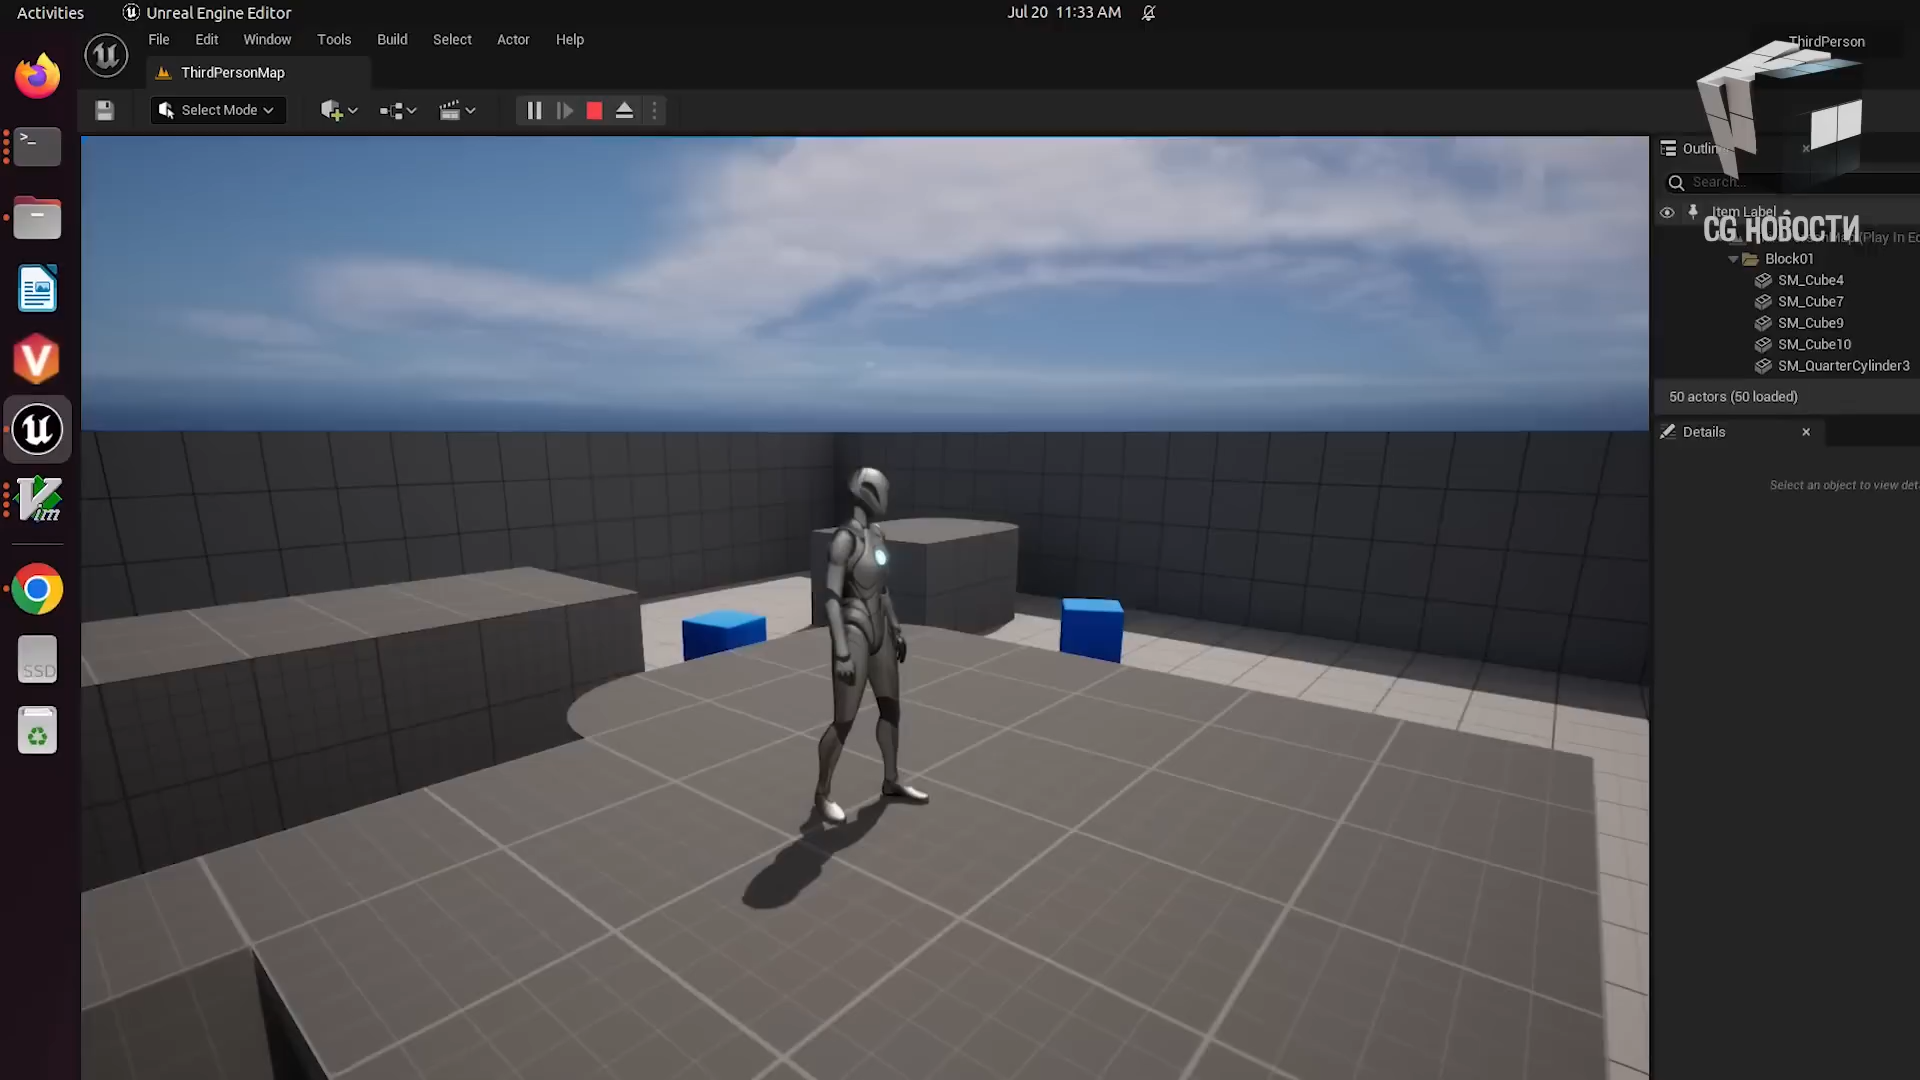 Activities
Unreal Engine Editor
Jul 20 11:33 AM
File Edit Window Tools Build Select Actor Help
ThirdPerson
ThirdPersonMap
Select Mode
Search...
Item Label
CG НОВОСТИ
(Play In Ed
Block01
SM_Cube4
SM_Cube7
SM_Cube9
SM_Cube10
SM_QuarterCylinder3
50 actors (50 loaded)
Details
Select an object to view det
SSD
Vim